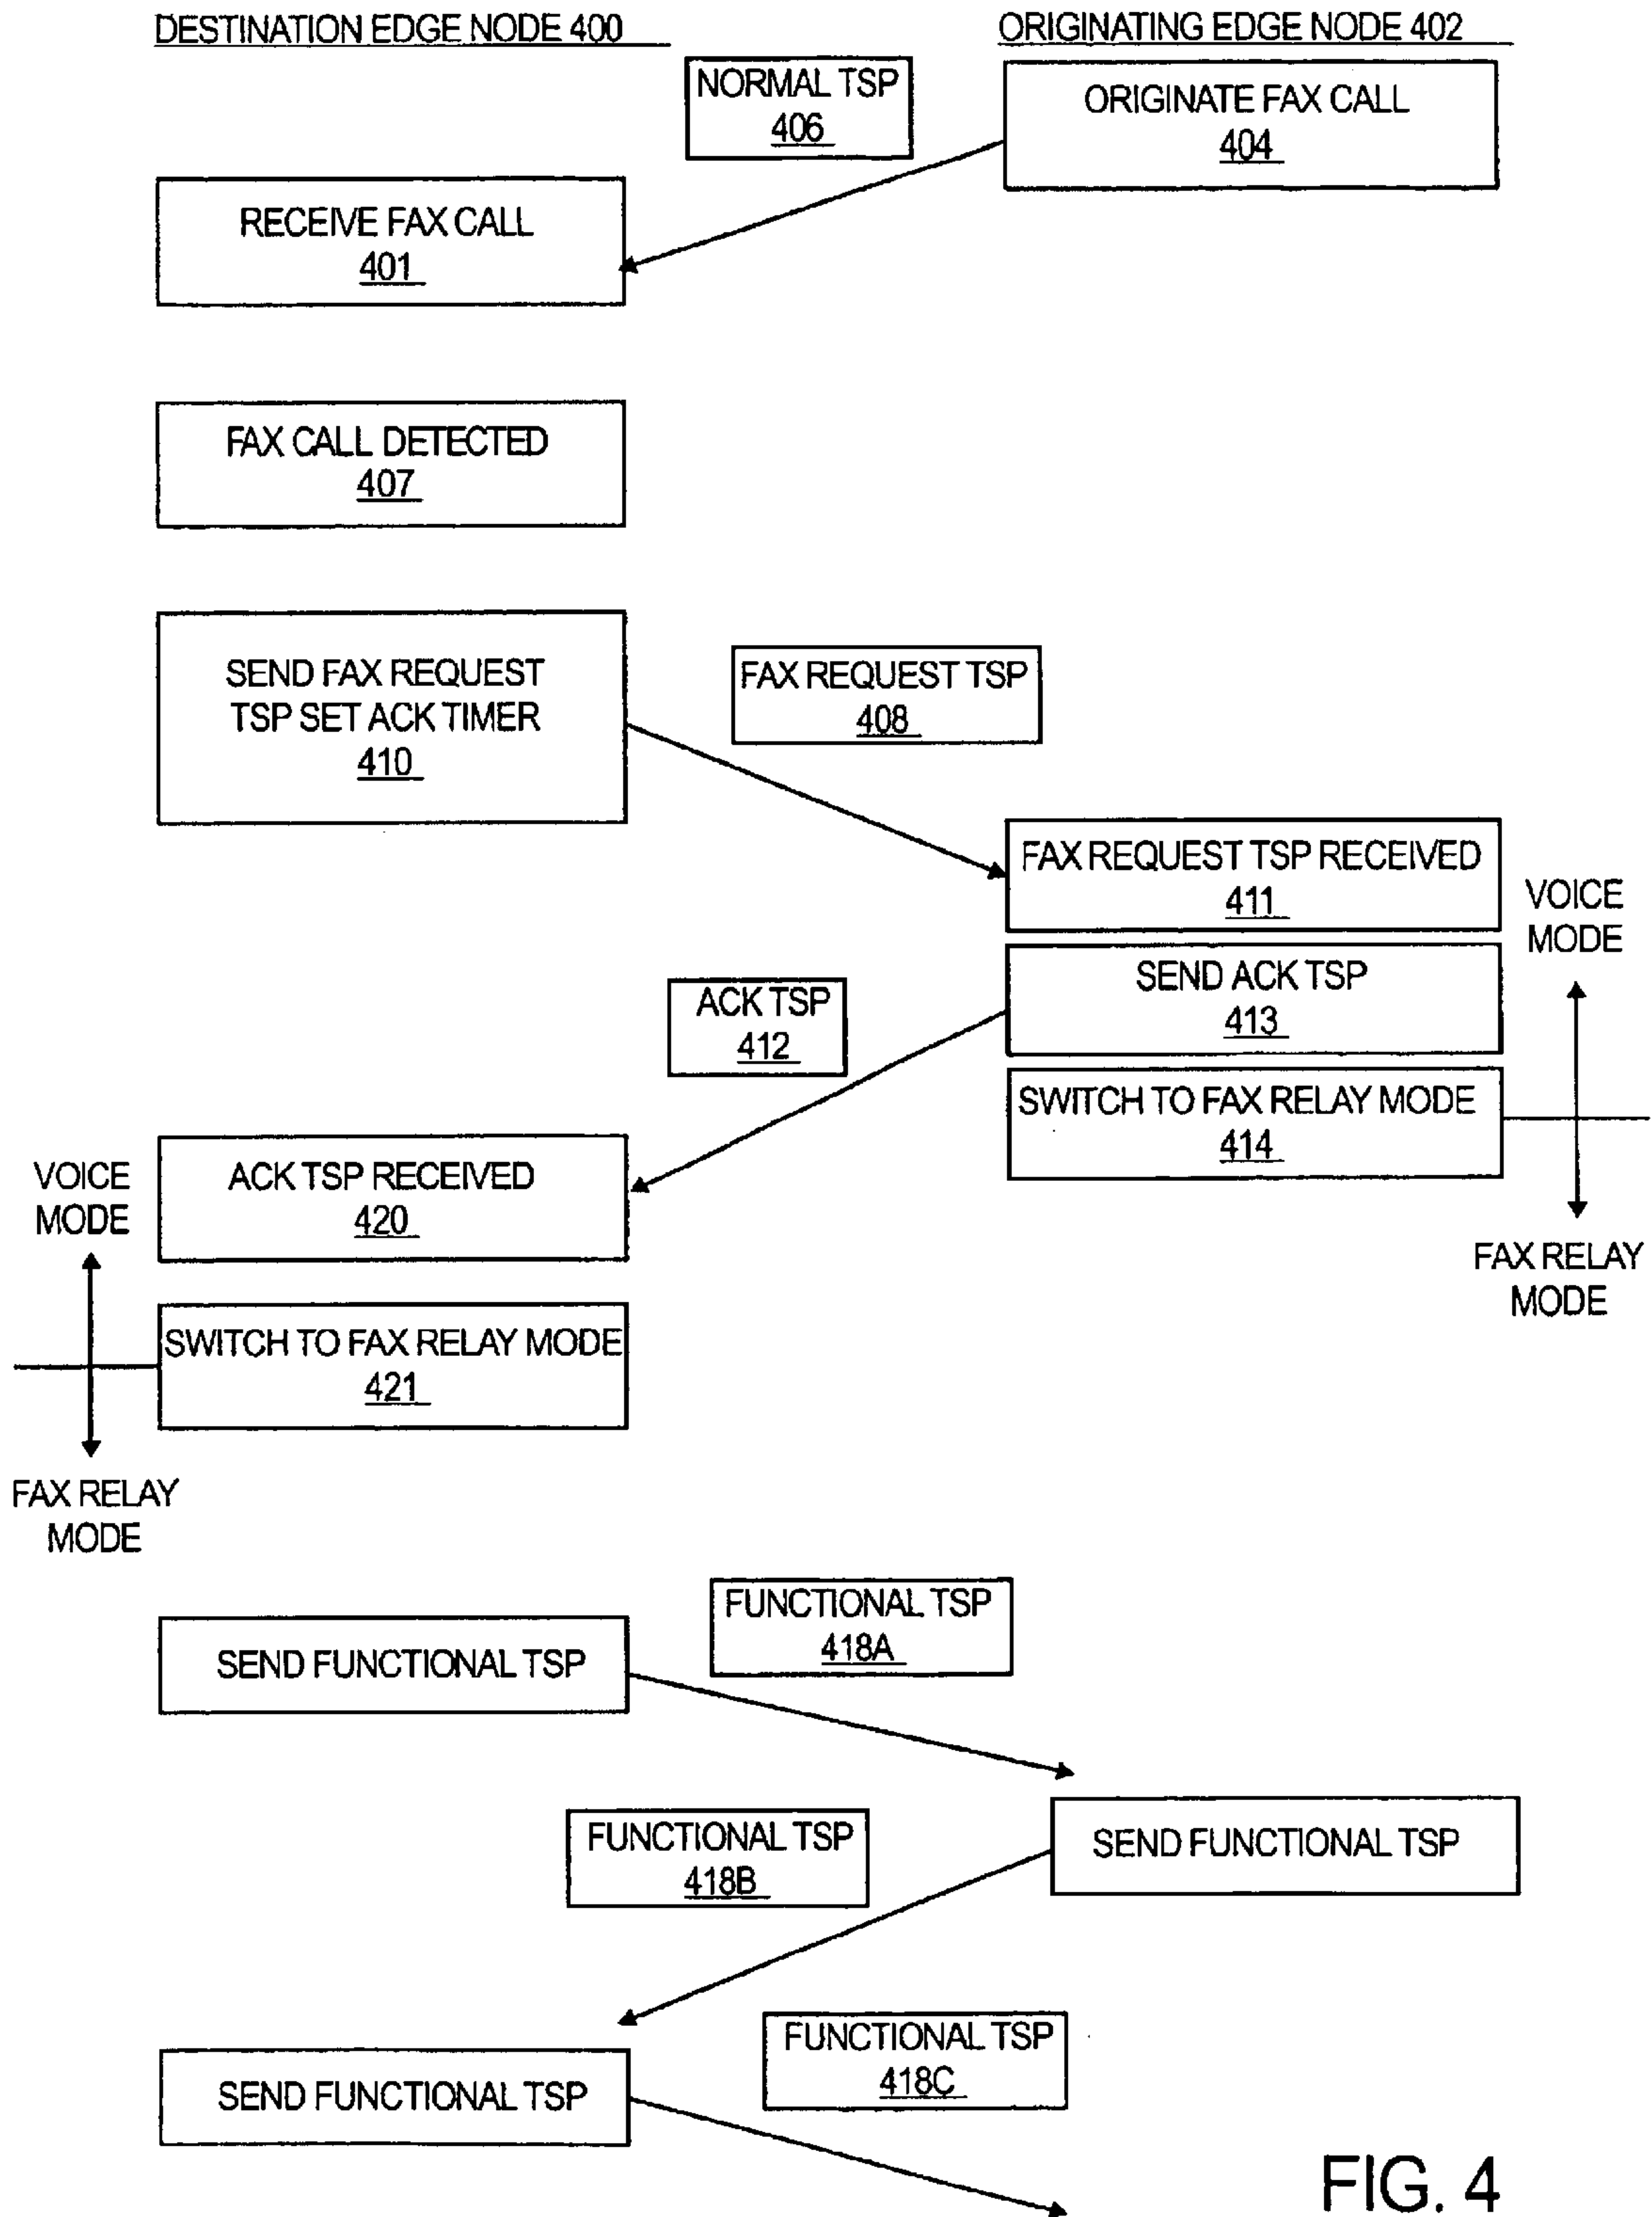 DESTINATION EDGE NODE 400
ORIGINATING EDGE NODE 402
NORMAL TSP
406
ORIGINATE FAX CALL
404
RECEIVE FAX CALL
401
FAX CALL DETECTED
407
SEND FAX REQUEST
TSP SET ACK TIMER
410
FAX REQUEST TSP
408
FAX REQUEST TSP RECEIVED
411
VOICE
MODE
SEND ACK TSP
413
ACK TSP
412
SWITCH TO FAX RELAY MODE
414
FAX RELAY
MODE
VOICE
MODE
ACK TSP RECEIVED
420
SWITCH TO FAX RELAY MODE
421
FAX RELAY
MODE
FUNCTIONAL TSP
418A
SEND FUNCTIONAL TSP
FUNCTIONAL TSP
418B
SEND FUNCTIONAL TSP
FUNCTIONAL TSP
418C
SEND FUNCTIONAL TSP
FIG. 4